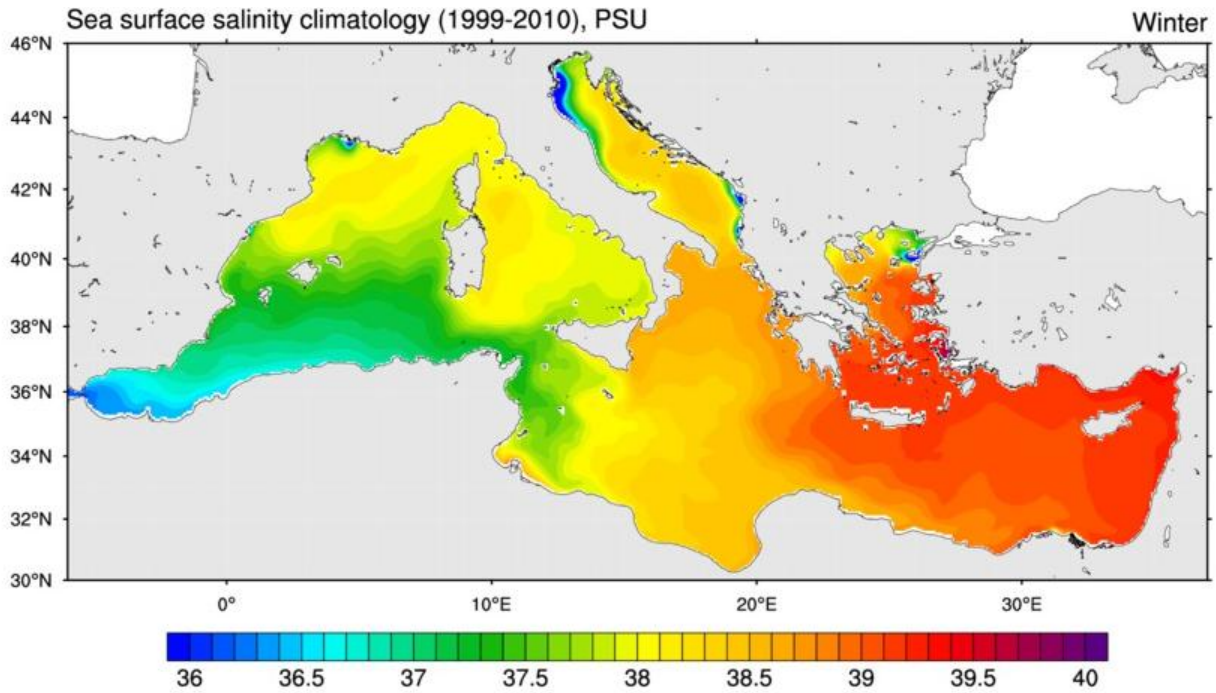 Sea surface salinity climatology (1999-2010), PSU Winter
46°N
44°N
42°N
40°N
38°N
36°N
34°N
32°N
30°N
0° 10°E 20°E 30°E
36 36.5 37 37.5 38 38.5 39 39.5 40